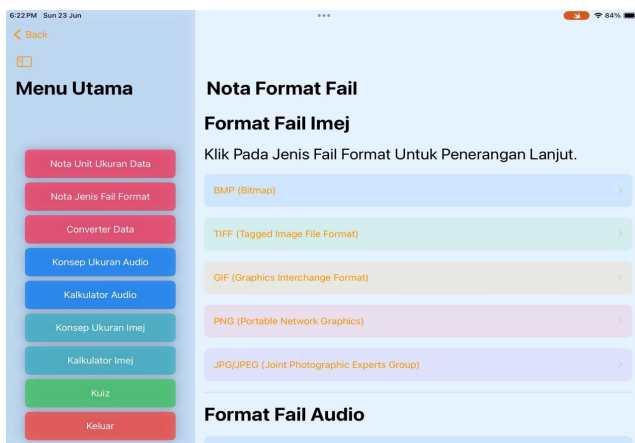 6:22 PM Sun 23 Jun
84%
Back
Menu Utama
Nota Unit Ukuran Data
Nota Jenis Fail Format
Converter Data
Konsep Ukuran Audio
Kalkulator Audio
Konsep Ukuran Imej
Kalkulator Imej
Kuiz
Keluar
Nota Format Fail
Format Fail Imej
Klik Pada Jenis Fail Format Untuk Penerangan Lanjut.
BMP (Bitmap)
TIFF (Tagged Image File Format)
GIF (Graphics Interchange Format)
PNG (Portable Network Graphics)
JPG/JPEG (Joint Photographic Experts Group)
Format Fail Audio